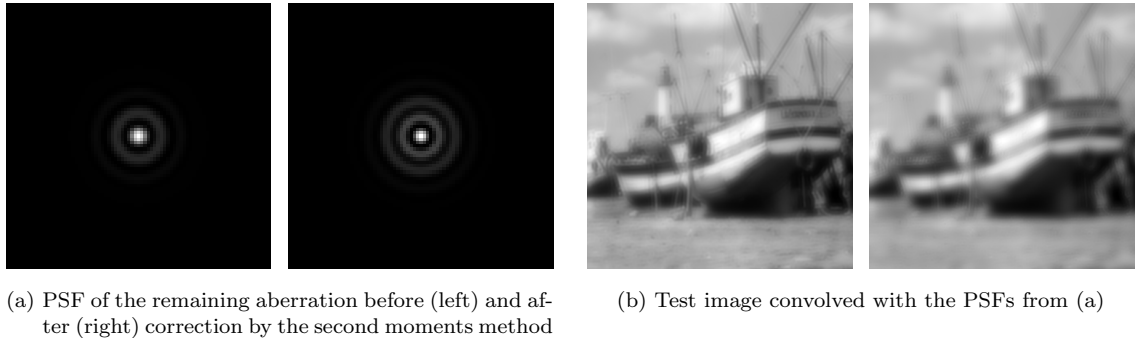 (a) PSF of the remaining aberration before (left) and af-
ter (right) correction by the second moments method
(b) Test image convolved with the PSFs from (a)